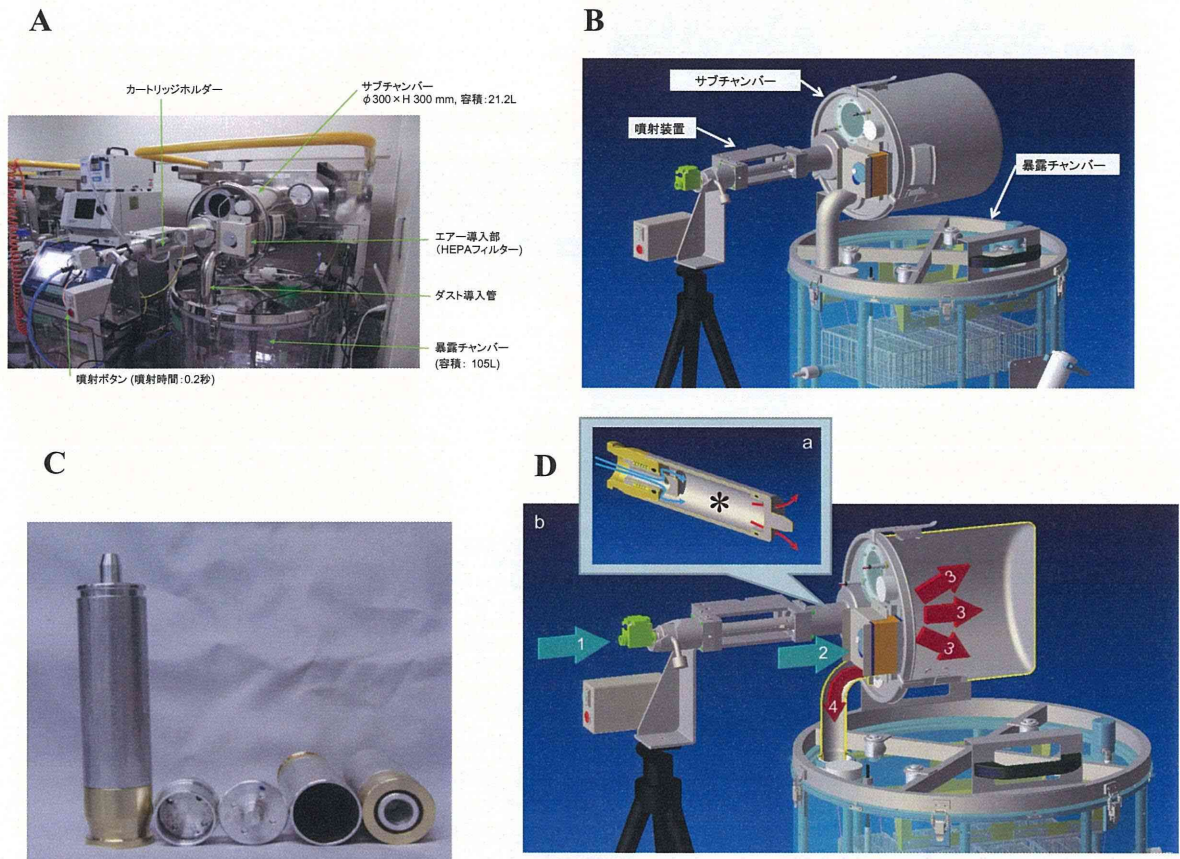 A
カートリッジホルダー
サブチャンバー
φ300×H 300 mm, 容積:21.2L
エアー導入部
(HEPAフィルター)
ダスト導入管
暴露チャンバー
(容積: 105L)
噴射ボタン (噴射時間:0.2秒)
B
サブチャンバー
噴射装置
暴露チャンバー
C
D
a
*
b
1
2
3
3
3
4